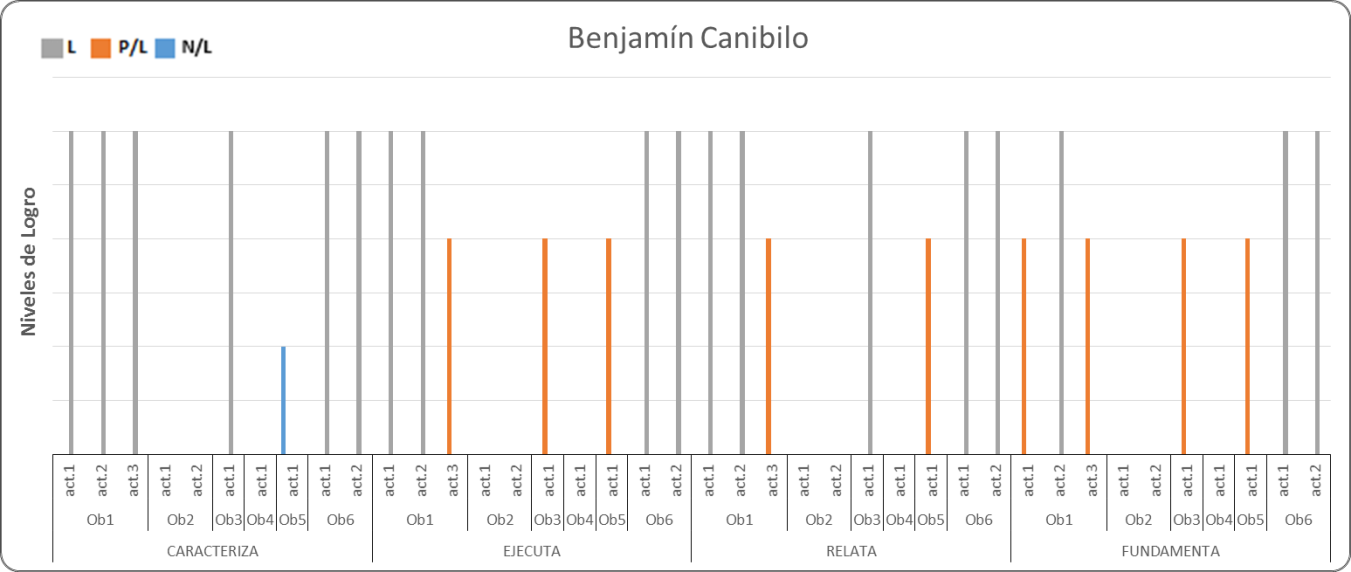 Benjamín Canibilo
L P/L N/L
Niveles de Logro
act.1 act.2 act.3 act.1 act.2 act.1 act.1 act.1 act.1 act.2 act.1 act.2 act.3 act.1 act.2 act.1 act.1 act.1 act.1 act.2 act.1 act.2 act.3 act.1 act.2 act.1 act.1 act.1 act.1 act.2 act.1 act.2 act.3 act.1 act.2 act.1 act.1 act.1 act.1 act.2
Ob1 Ob2 Ob3 Ob4 Ob5 Ob6 Ob1 Ob2 Ob3 Ob4 Ob5 Ob6 Ob1 Ob2 Ob3 Ob4 Ob5 Ob6 Ob1 Ob2 Ob3 Ob4 Ob5 Ob6
CARACTERIZA EJECUTA RELATA FUNDAMENTA